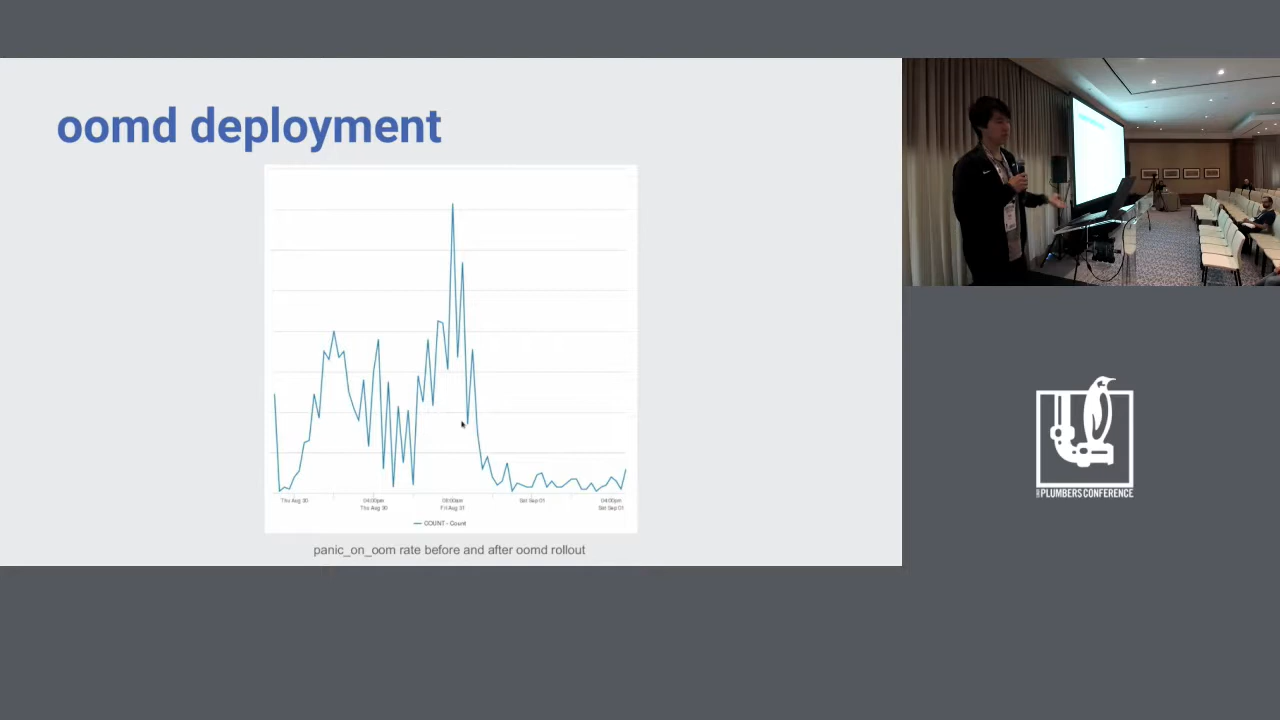 oomd deployment
Thu Aug 30
04:00pm
Thu Aug 30
08:00am
Fri Aug 31
Sat Sep 01
04:00pm
Sat Sep 01
COUNT - Count
panic_on_oom rate before and after oomd rollout
PLUMBERS CONFERENCE